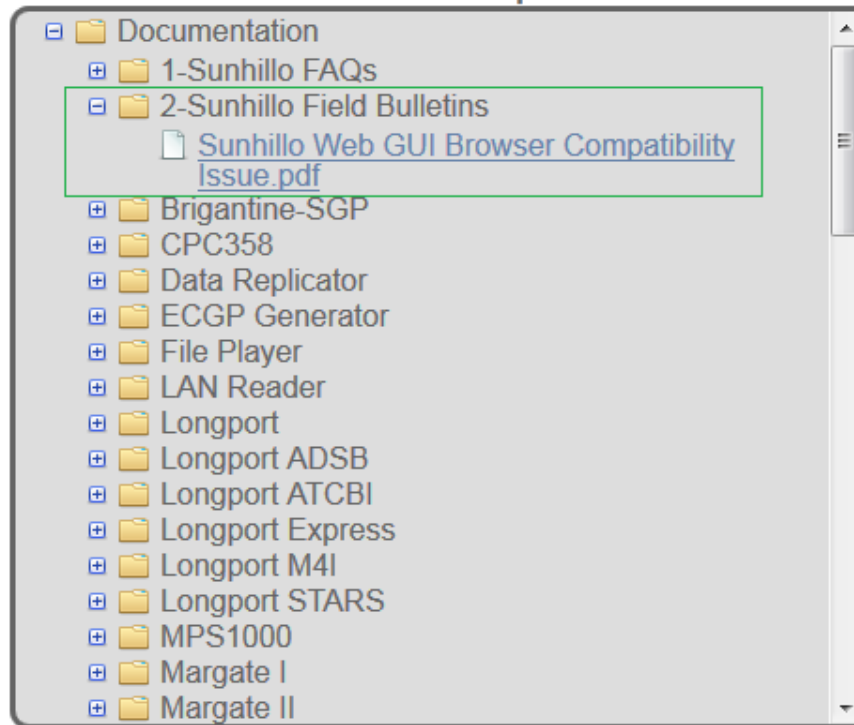 Documentation
1-Sunhillo FAQs
2-Sunhillo Field Bulletins
Sunhillo Web GUI Browser Compatibility
Issue.pdf
Brigantine-SGP
CPC358
Data Replicator
ECGP Generator
File Player
LAN Reader
Longport
Longport ADSB
Longport ATCBI
Longport Express
Longport M4I
Longport STARS
MPS1000
Margate I
Margate II